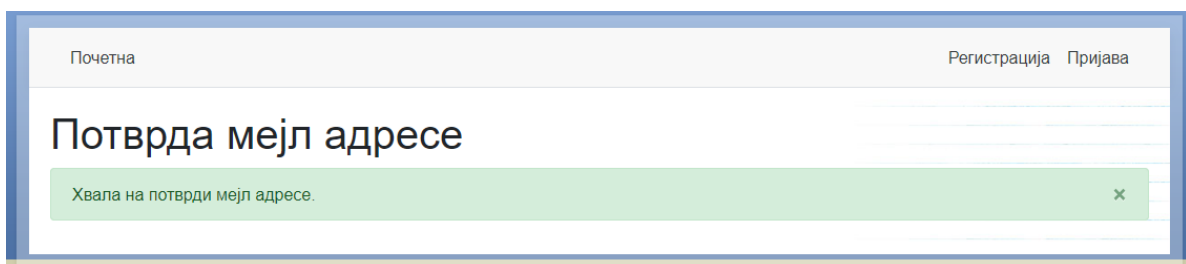 Почетна Регистрација Пријава
Потврда мејл адресе
Хвала на потврди мејл адресе. ×